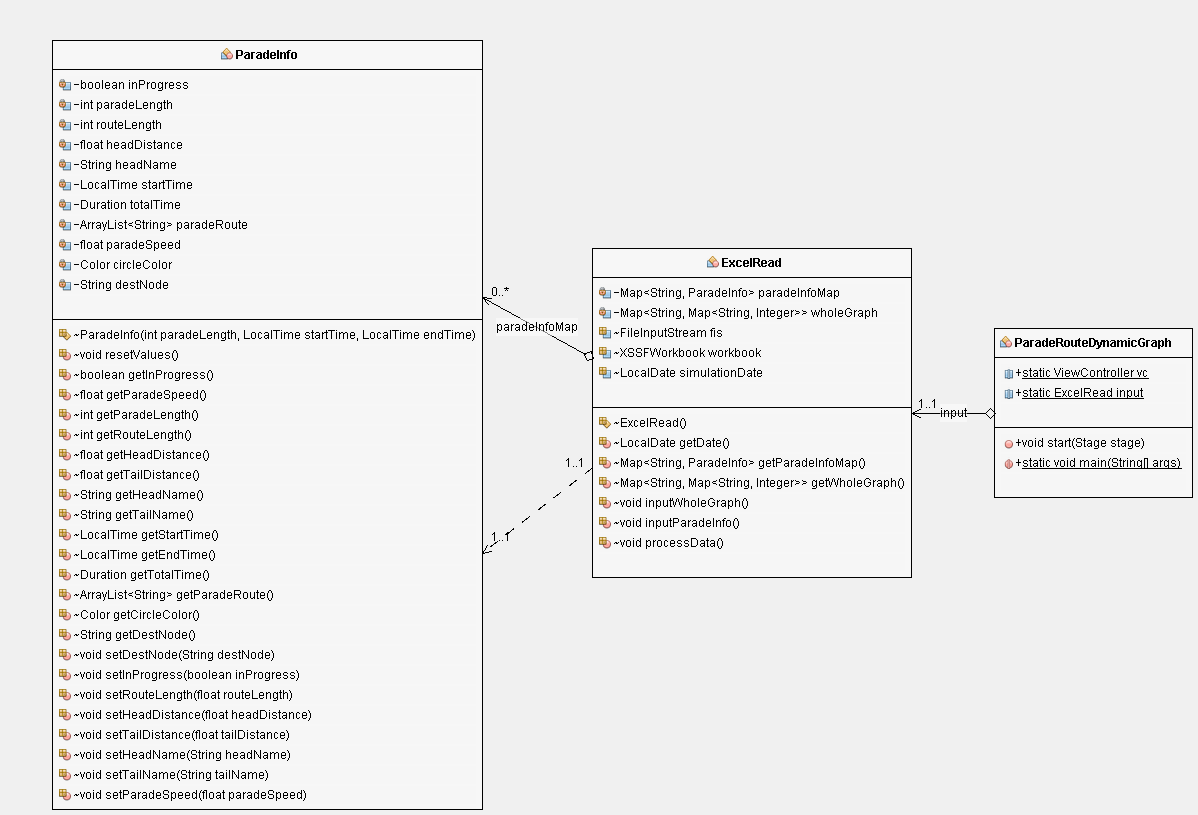 ParadeInfo
-boolean inProgress
-int paradeLength
-int routeLength
-float headDistance
-String headName
-LocalTime startTime
-Duration totalTime
-ArrayList<String> paradeRoute
-float paradeSpeed
-Color circleColor
-String destNode
~ParadeInfo(int paradeLength, LocalTime startTime, LocalTime endTime)
~void resetValues()
~boolean getInProgress()
~float getParadeSpeed()
~int getParadeLength()
~int getRouteLength()
~float getHeadDistance()
~float getTailDistance()
~String getHeadName()
~String getTailName()
~LocalTime getStartTime()
~LocalTime getEndTime()
~Duration getTotalTime()
~ArrayList<String> getParadeRoute()
~Color getCircleColor()
~String getDestNode()
~void setDestNode(String destNode)
~void setInProgress(boolean inProgress)
~void setRouteLength(float routeLength)
~void setHeadDistance(float headDistance)
~void setTailDistance(float tailDistance)
~void setHeadName(String headName)
~void setTailName(String tailName)
~void setParadeSpeed(float paradeSpeed)
0..*
paradeInfoMap
1..1
1..1
ExcelRead
-Map<String, ParadeInfo> paradeInfoMap
-Map<String, Map<String, Integer>> wholeGraph
~FileInputStream fis
~XSSFWorkbook workbook
~LocalDate simulationDate
~ExcelRead()
~LocalDate getDate()
~Map<String, ParadeInfo> getParadeInfoMap()
~Map<String, Map<String, Integer>> getWholeGraph()
~void inputWholeGraph()
~void inputParadeInfo()
~void processData()
1..1
input
ParadeRouteDynamicGraph
+static ViewController vc
+static ExcelRead input
+void start(Stage stage)
+static void main(String[] args)